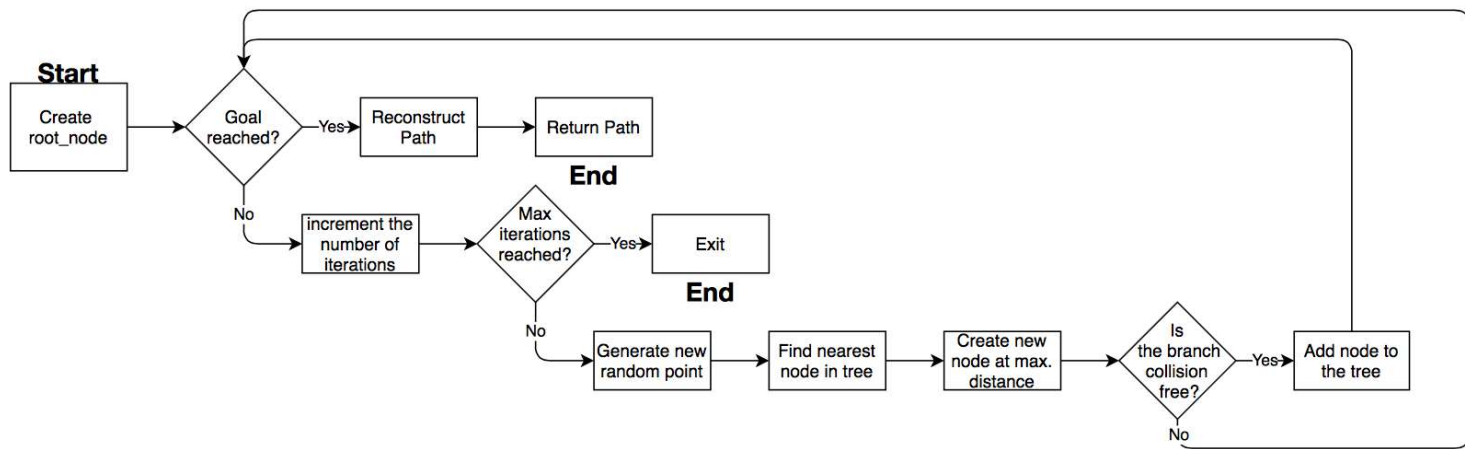 Start
Create
root_node
Goal
reached?
Yes
Reconstruct
Path
Return Path
End
No
increment the
number of
iterations
Max
iterations
reached?
Yes
Exit
End
No
Generate new
random point
Find nearest
node in tree
Create new
node at max.
distance
Is
the branch
collision
free?
Yes
Add node to
the tree
No